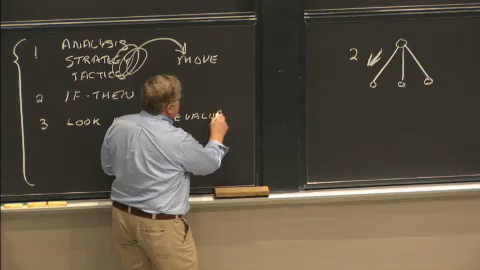 1 ANALYSIS
STRATEGY
TACTICS
MOVE
2 IF-THEN
3 LOOK EVALU
2